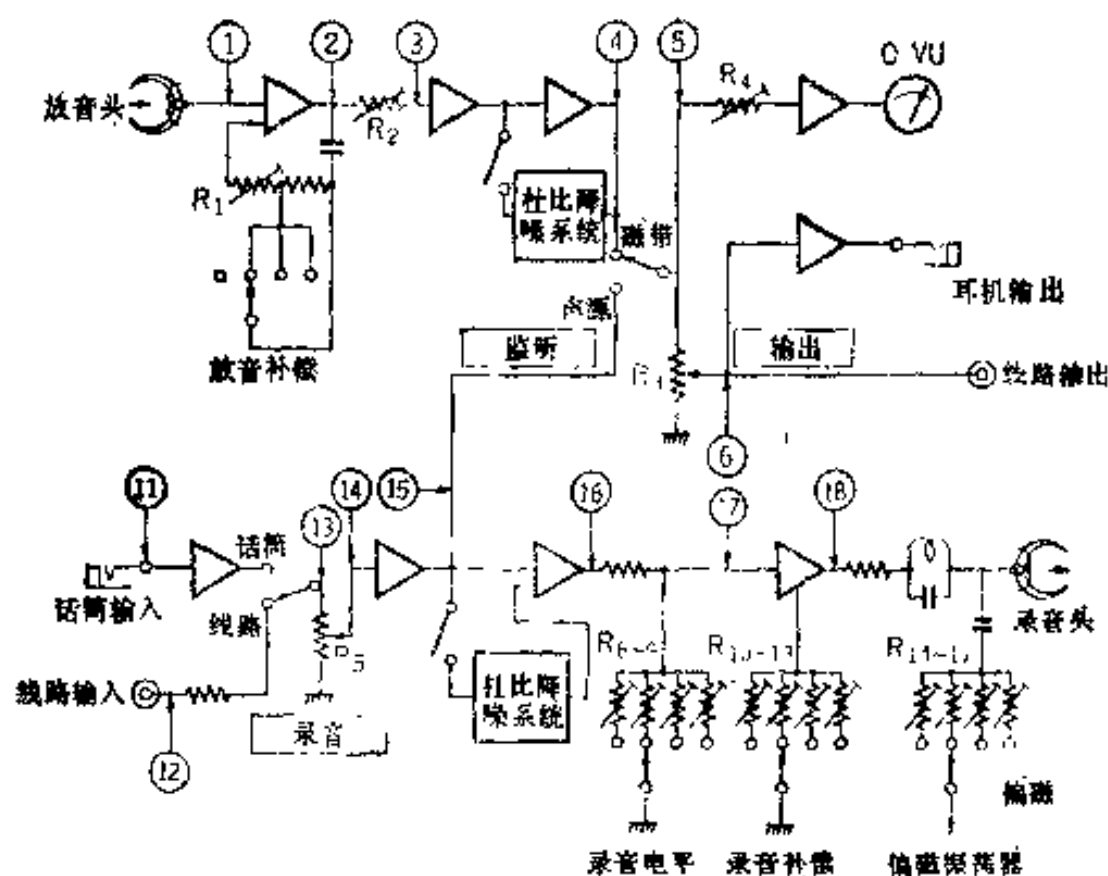 ① ② ③ ④ ⑤
放音头
R₄
VU
R₂
R₁
杜比降
噪系统
磁带
声源
放音补偿
监听
输出
耳机输出
线路输出
⑥
⑪ ⑬ ⑭ ⑮ ⑯ ⑰ ⑱
话筒
话筒输入
线路
线路输入
⑫
录音
杜比降
噪系统
录音头
偏磁
录音电平
录音补偿
偏磁振荡器